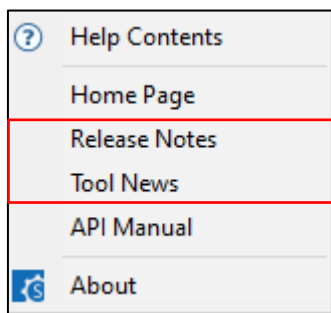 Help Contents
Home Page
Release Notes
Tool News
API Manual
About